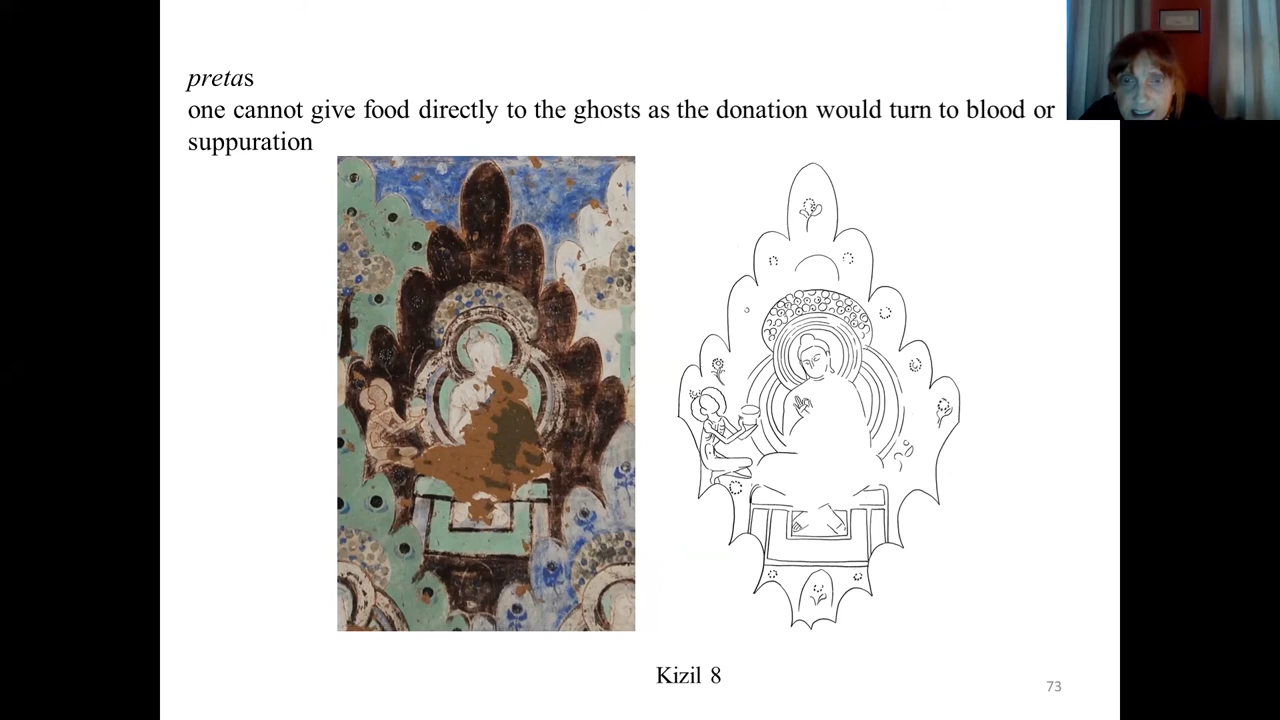 pretas
one cannot give food directly to the ghosts as the donation would turn to blood or
suppuration
Kizil 8
73